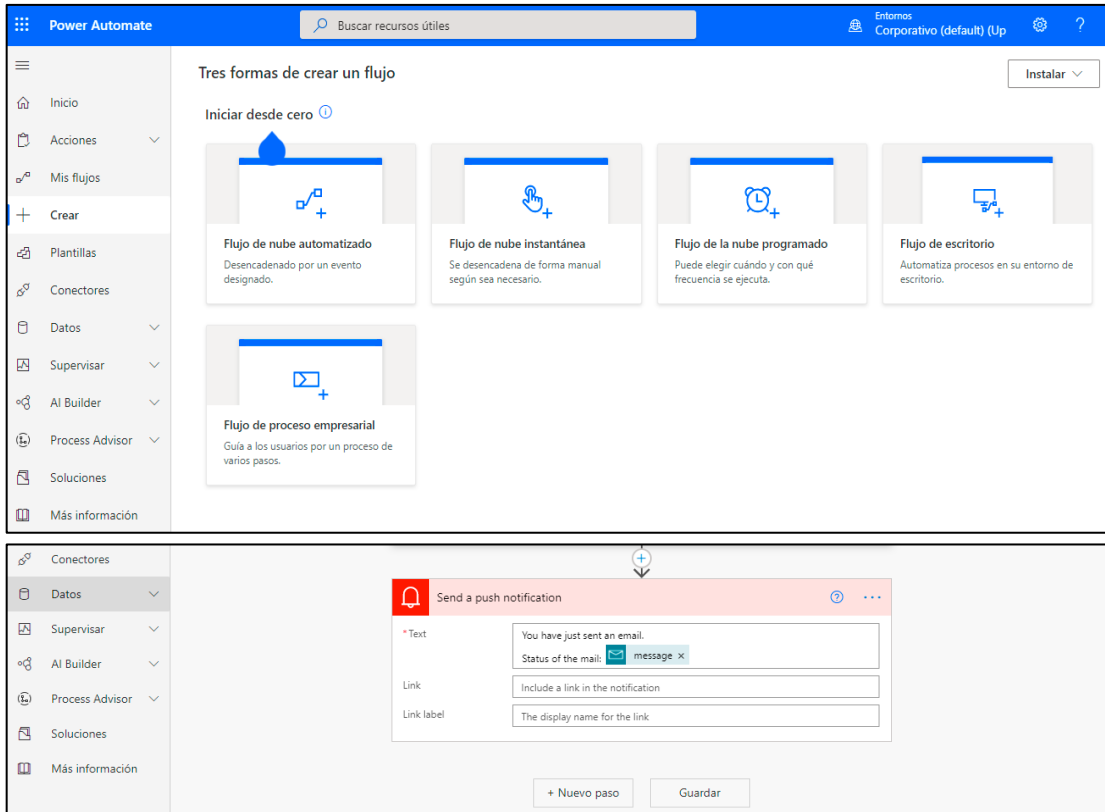 Power Automate
Buscar recursos útiles
Entornos
Corporativo (default) (Up
?
Tres formas de crear un flujo
Instalar
Iniciar desde cero
Inicio
Acciones
Mis flujos
Crear
Plantillas
Conectores
Datos
Supervisar
AI Builder
Process Advisor
Soluciones
Más información
Flujo de nube automatizado
Desencadenado por un evento
designado.
Flujo de nube instantánea
Se desencadena de forma manual
según sea necesario.
Flujo de la nube programado
Puede elegir cuándo y con qué
frecuencia se ejecuta.
Flujo de escritorio
Automatiza procesos en su entorno de
escritorio.
Flujo de proceso empresarial
Guía a los usuarios por un proceso de
varios pasos.
Conectores
Datos
Supervisar
AI Builder
Process Advisor
Soluciones
Más información
Send a push notification
* Text
You have just sent an email.
Status of the mail: message ×
Link
Include a link in the notification
Link label
The display name for the link
+ Nuevo paso
Guardar